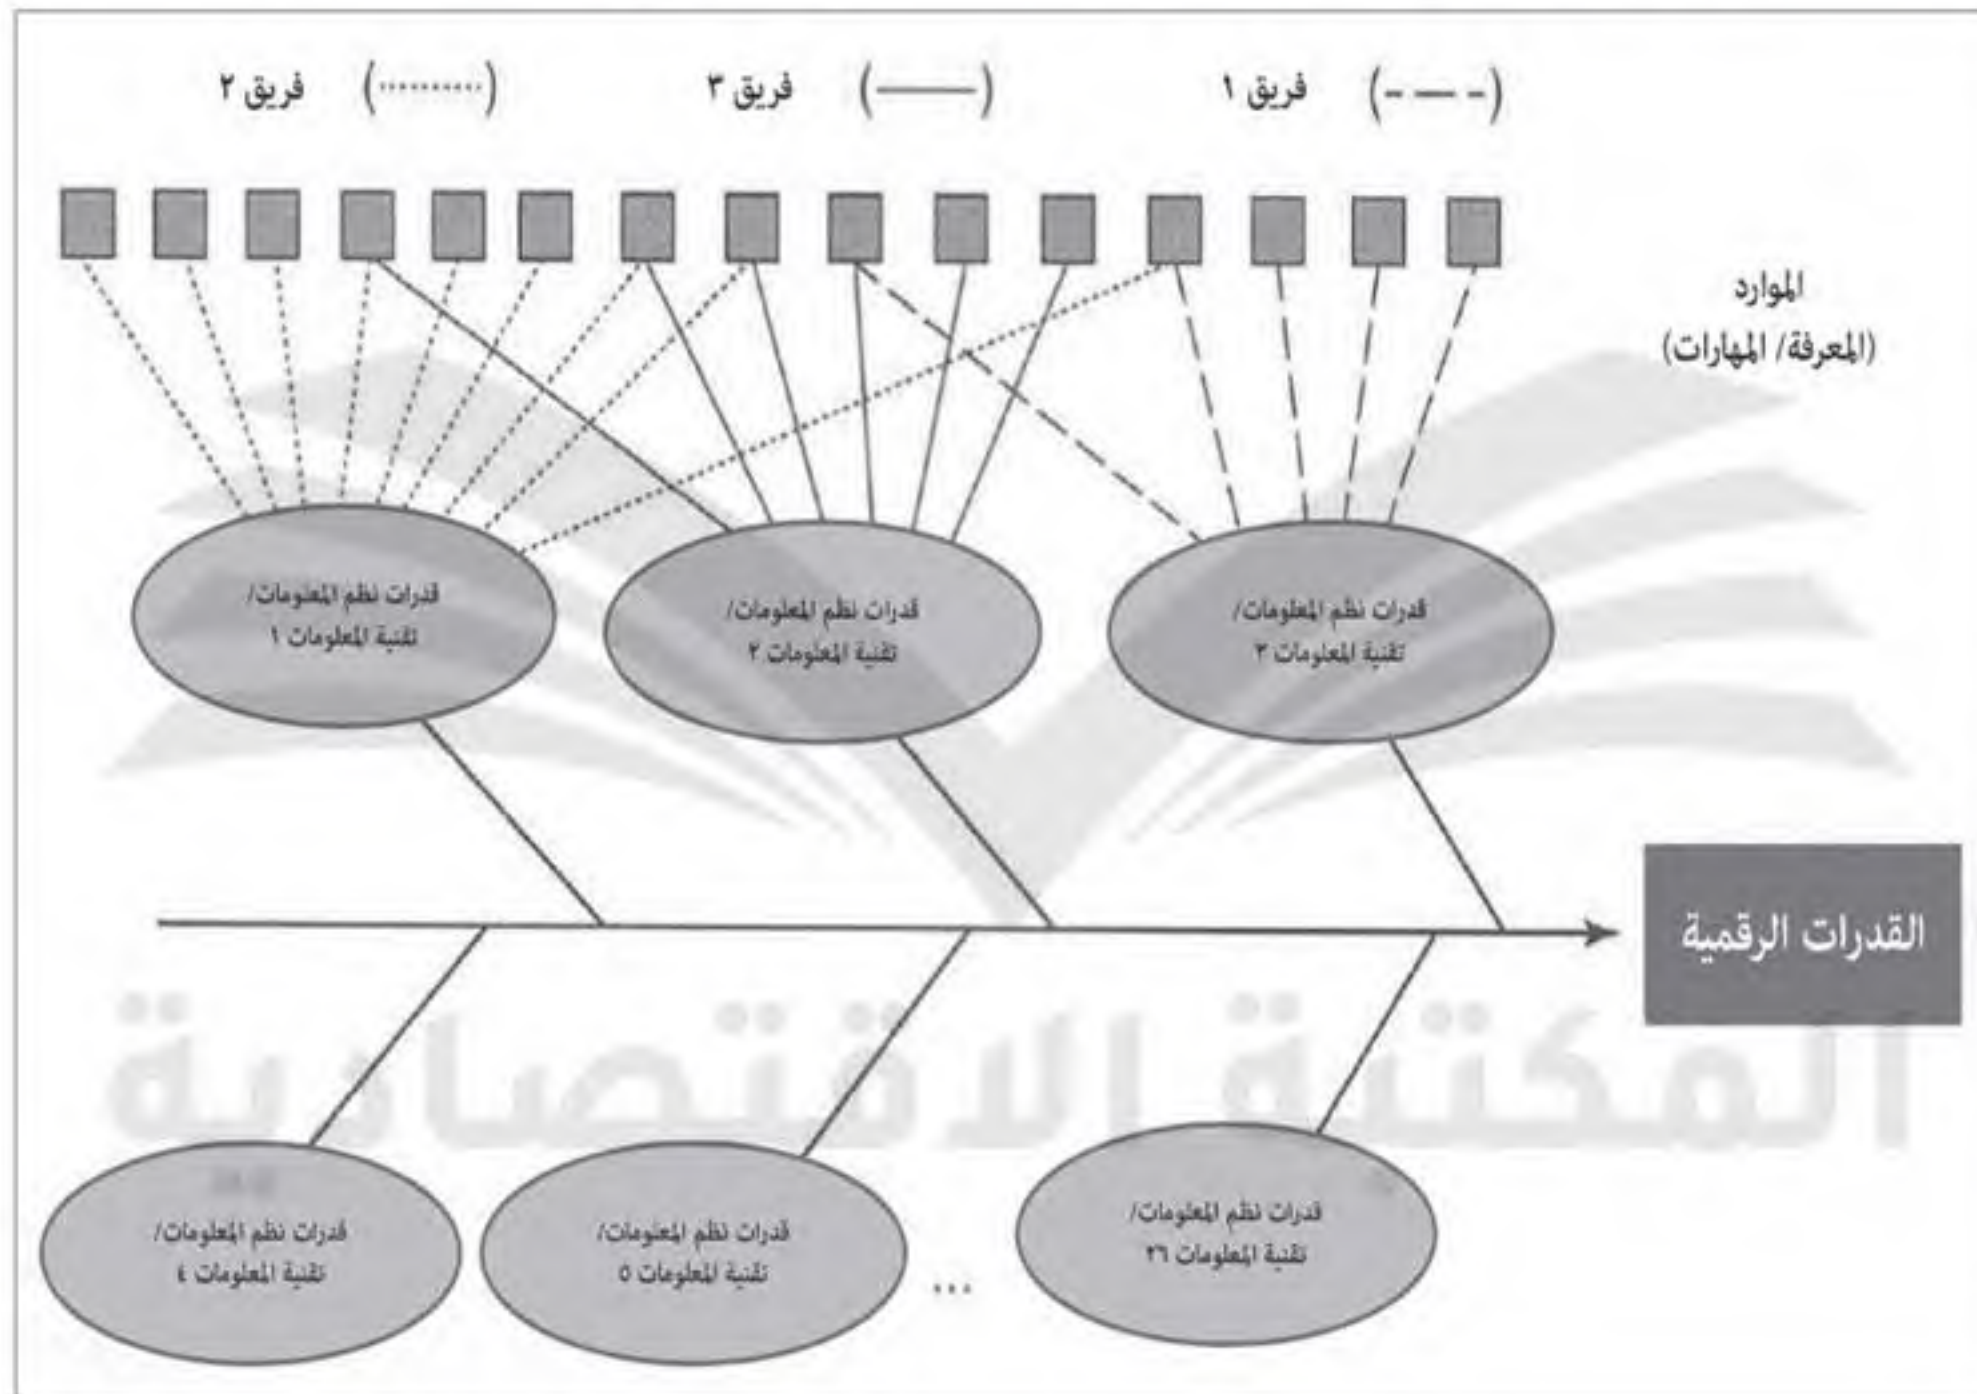 فريق ١ (- — -)
فريق ٣ (——)
فريق ٢ (..........)
الموارد
(المعرفة/ المهارات)
قدرات نظم المعلومات/
تقنية المعلومات ٣
قدرات نظم المعلومات/
تقنية المعلومات ٢
قدرات نظم المعلومات/
تقنية المعلومات ١
القدرات الرقمية
المكتبة الاقتصادية
قدرات نظم المعلومات/
تقنية المعلومات ٢٦
...
قدرات نظم المعلومات/
تقنية المعلومات ٥
قدرات نظم المعلومات/
تقنية المعلومات ٤